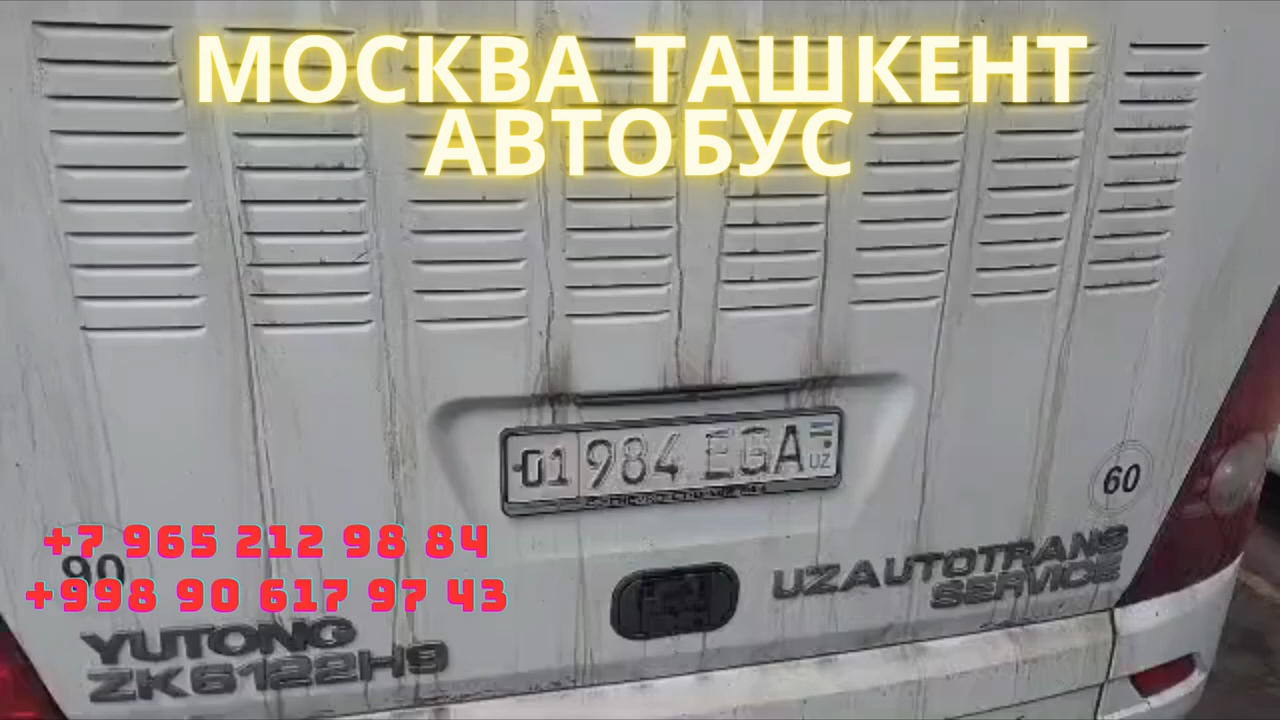 МОСКВА ТАШКЕНТ
АВТОБУС
01 984 EGA UZ
60
+7 965 212 98 84
90
+998 90 617 97 43
UZAUTOTRANS
SERVICE
YUTONG
ZK6122H9